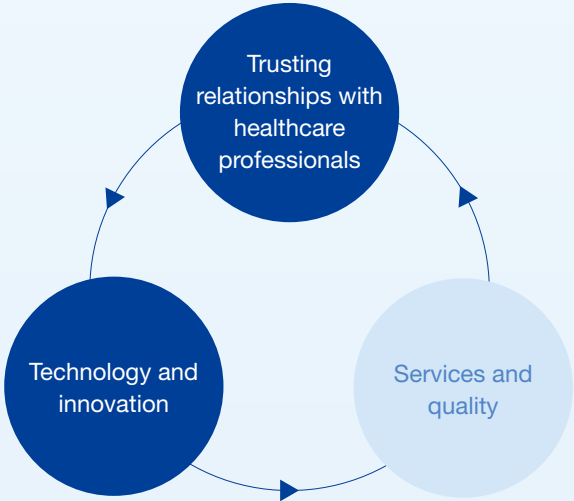 Trusting
relationships with
healthcare
professionals
Technology and
innovation
Services and
quality